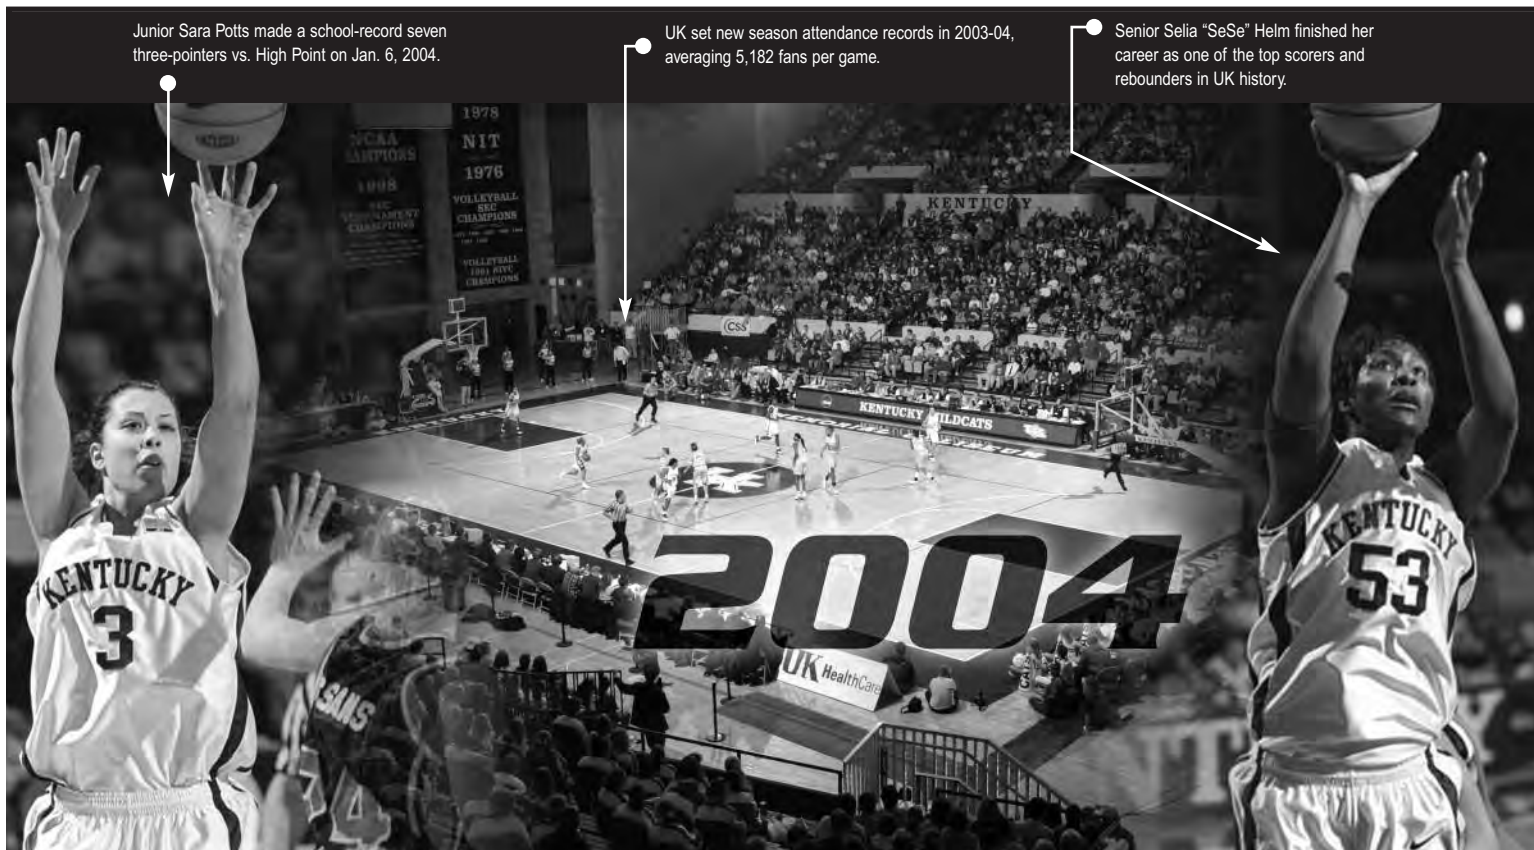 Junior Sara Potts made a school-record seven
three-pointers vs. High Point on Jan. 6, 2004.
UK set new season attendance records in 2003-04,
averaging 5,182 fans per game.
Senior Selia “SeSe” Helm finished her
career as one of the top scorers and
rebounders in UK history.
NCAA
1998
SEC
TOURNAMENT
CHAMPIONS
1978
NIT
1976
VOLLEYBALL
SEC
CHAMPIONS
VOLLEYBALL
1981 NIVC
CHAMPIONS
KENTUCKY
CSS
KENTUCKY WILDCATS
KENTUCKY
3
KENTUCKY
53
2004
UK HealthCare
SAMS